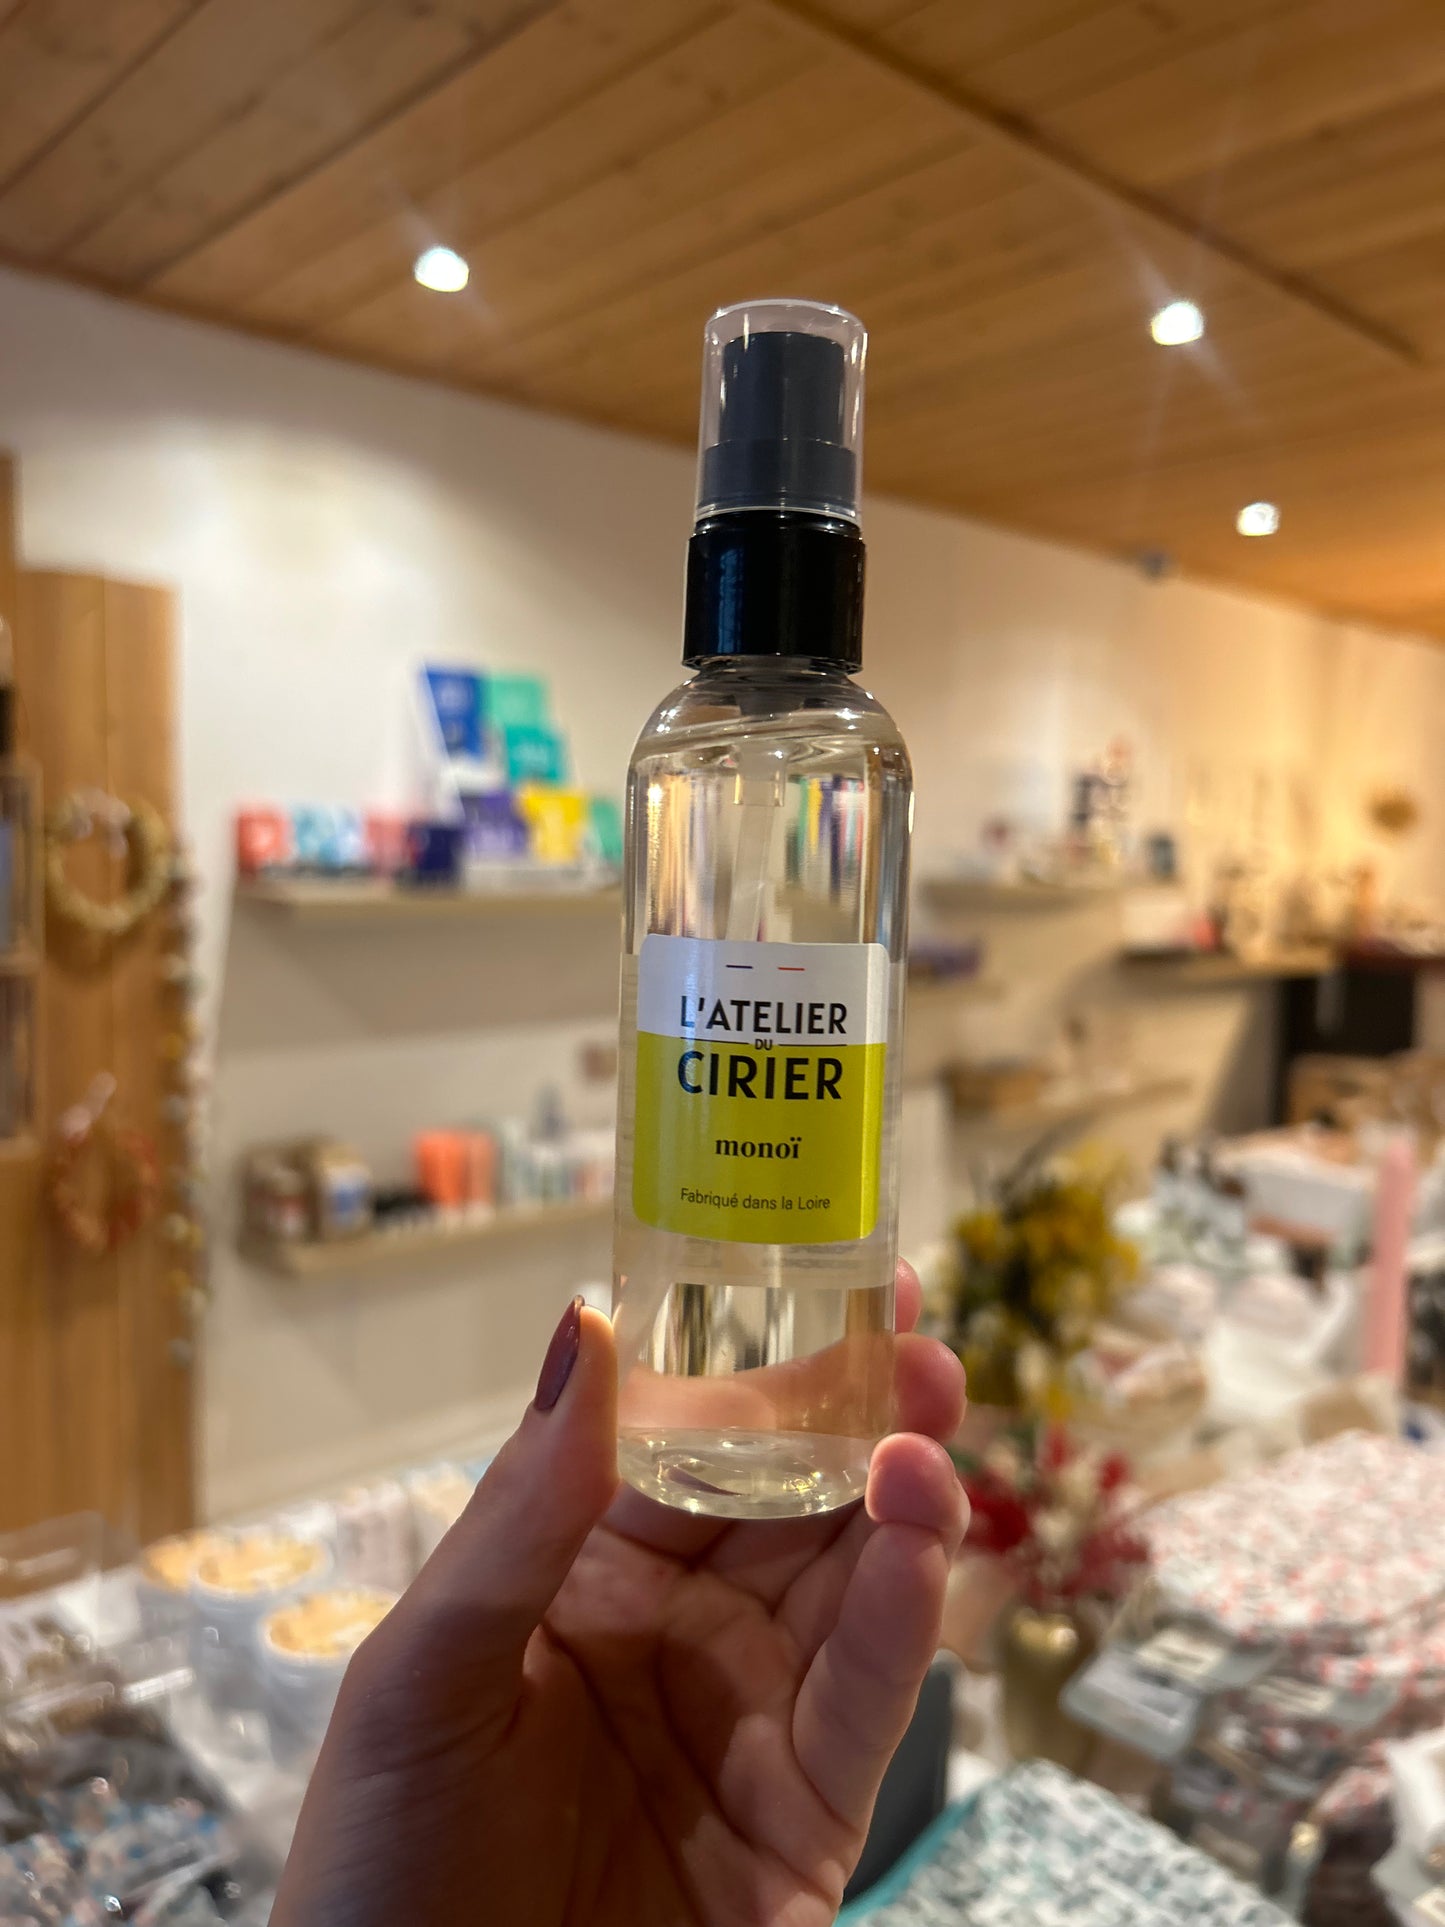 L'ATELIER
DU
CIRIER
monoï
Fabriqué dans la Loire